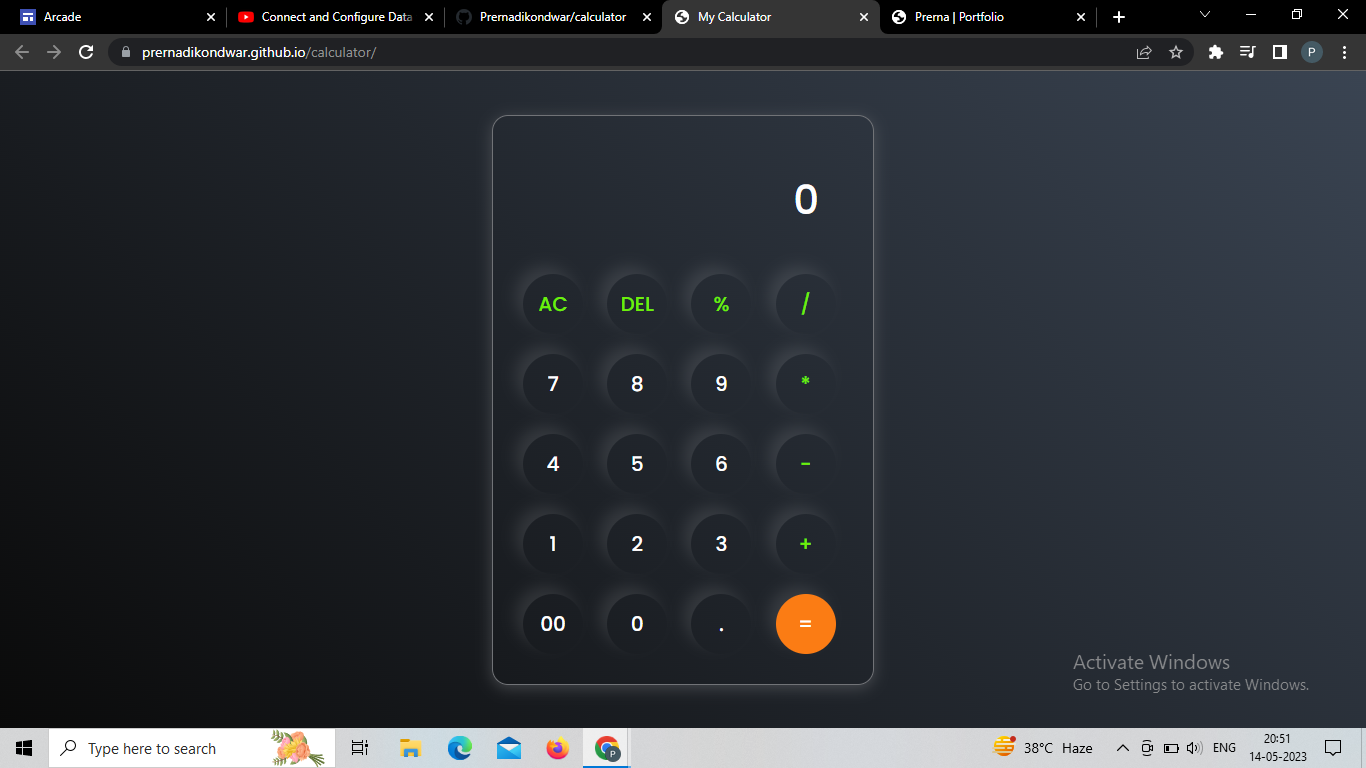 Arcade
Connect and Configure Data
Prernadikondwar/calculator
My Calculator
Prerna | Portfolio
prernadikondwar.github.io/calculator/
P
0
AC DEL % /
7 8 9 *
4 5 6 -
1 2 3 +
00 0 . =
Activate Windows
Go to Settings to activate Windows.
Type here to search
P
38°C Haze
ENG
20:51
14-05-2023